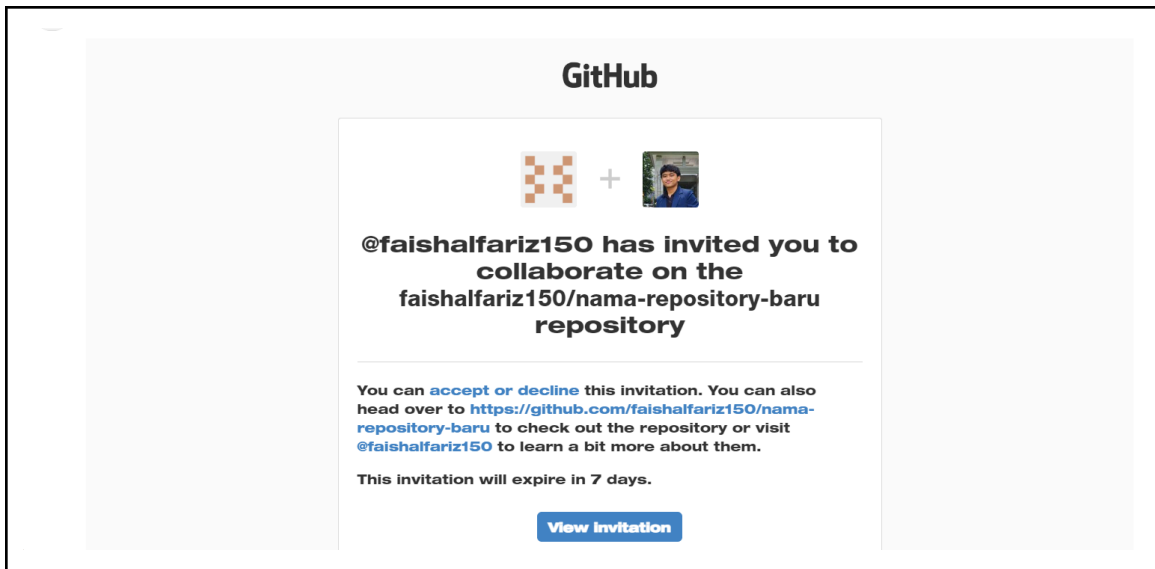 GitHub
@faishalfariz150 has invited you to
collaborate on the
faishalfariz150/nama-repository-baru
repository
You can accept or decline this invitation. You can also
head over to https://github.com/faishalfariz150/nama-
repository-baru to check out the repository or visit
@faishalfariz150 to learn a bit more about them.
This invitation will expire in 7 days.
View invitation